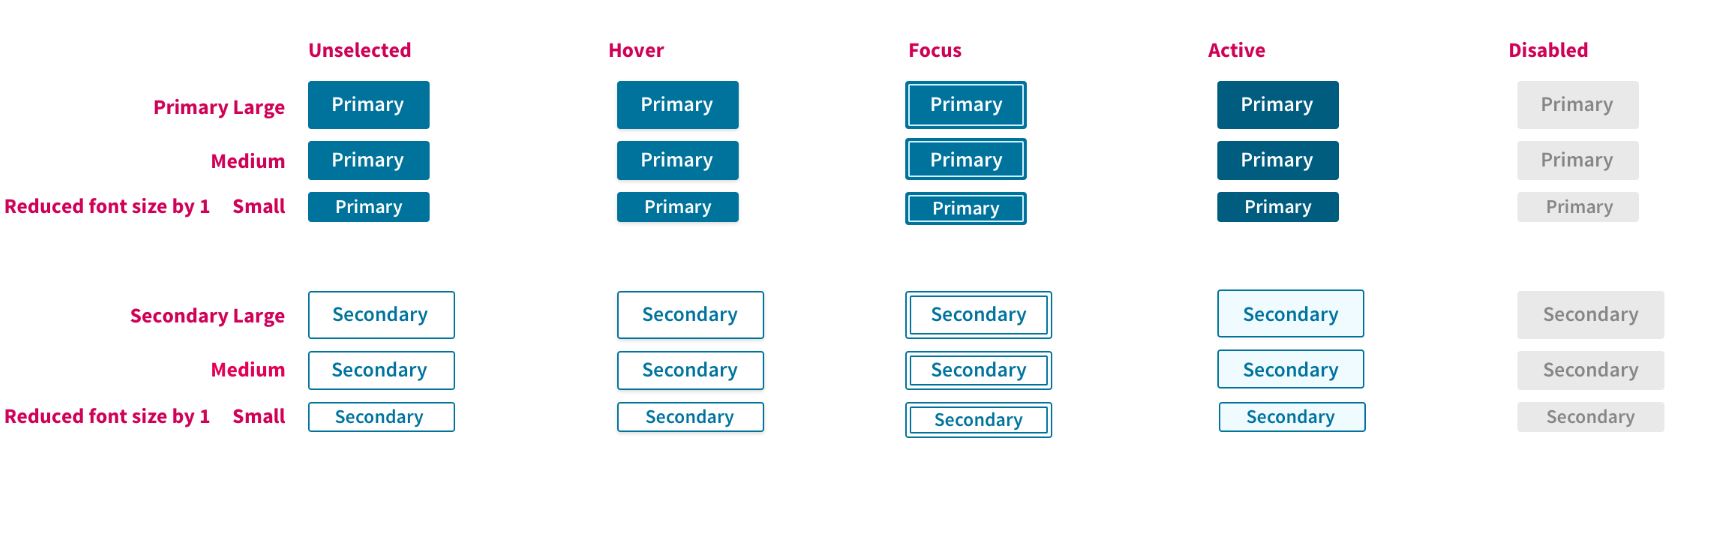 Unselected Hover Focus Active Disabled
Primary Large Primary Primary Primary Primary Primary
Medium Primary Primary Primary Primary Primary
Reduced font size by 1 Small Primary Primary Primary Primary Primary
Secondary Large Secondary Secondary Secondary Secondary Secondary
Medium Secondary Secondary Secondary Secondary Secondary
Reduced font size by 1 Small Secondary Secondary Secondary Secondary Secondary